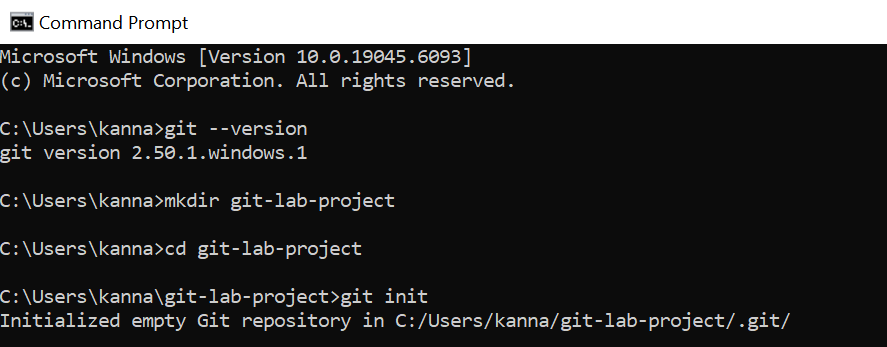 Command Prompt
Microsoft Windows [Version 10.0.19045.6093]
(c) Microsoft Corporation. All rights reserved.
C:\Users\kanna>git --version
git version 2.50.1.windows.1
C:\Users\kanna>mkdir git-lab-project
C:\Users\kanna>cd git-lab-project
C:\Users\kanna\git-lab-project>git init
Initialized empty Git repository in C:/Users/kanna/git-lab-project/.git/